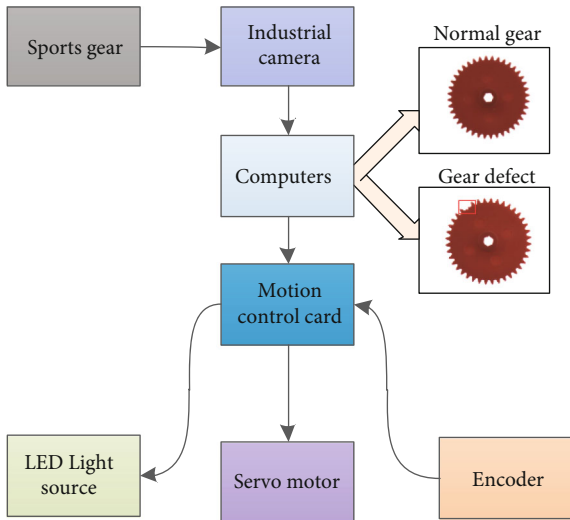 Sports gear
Industrial
camera
Normal gear
Computers
Gear defect
Motion
control card
LED Light
source
Servo motor
Encoder